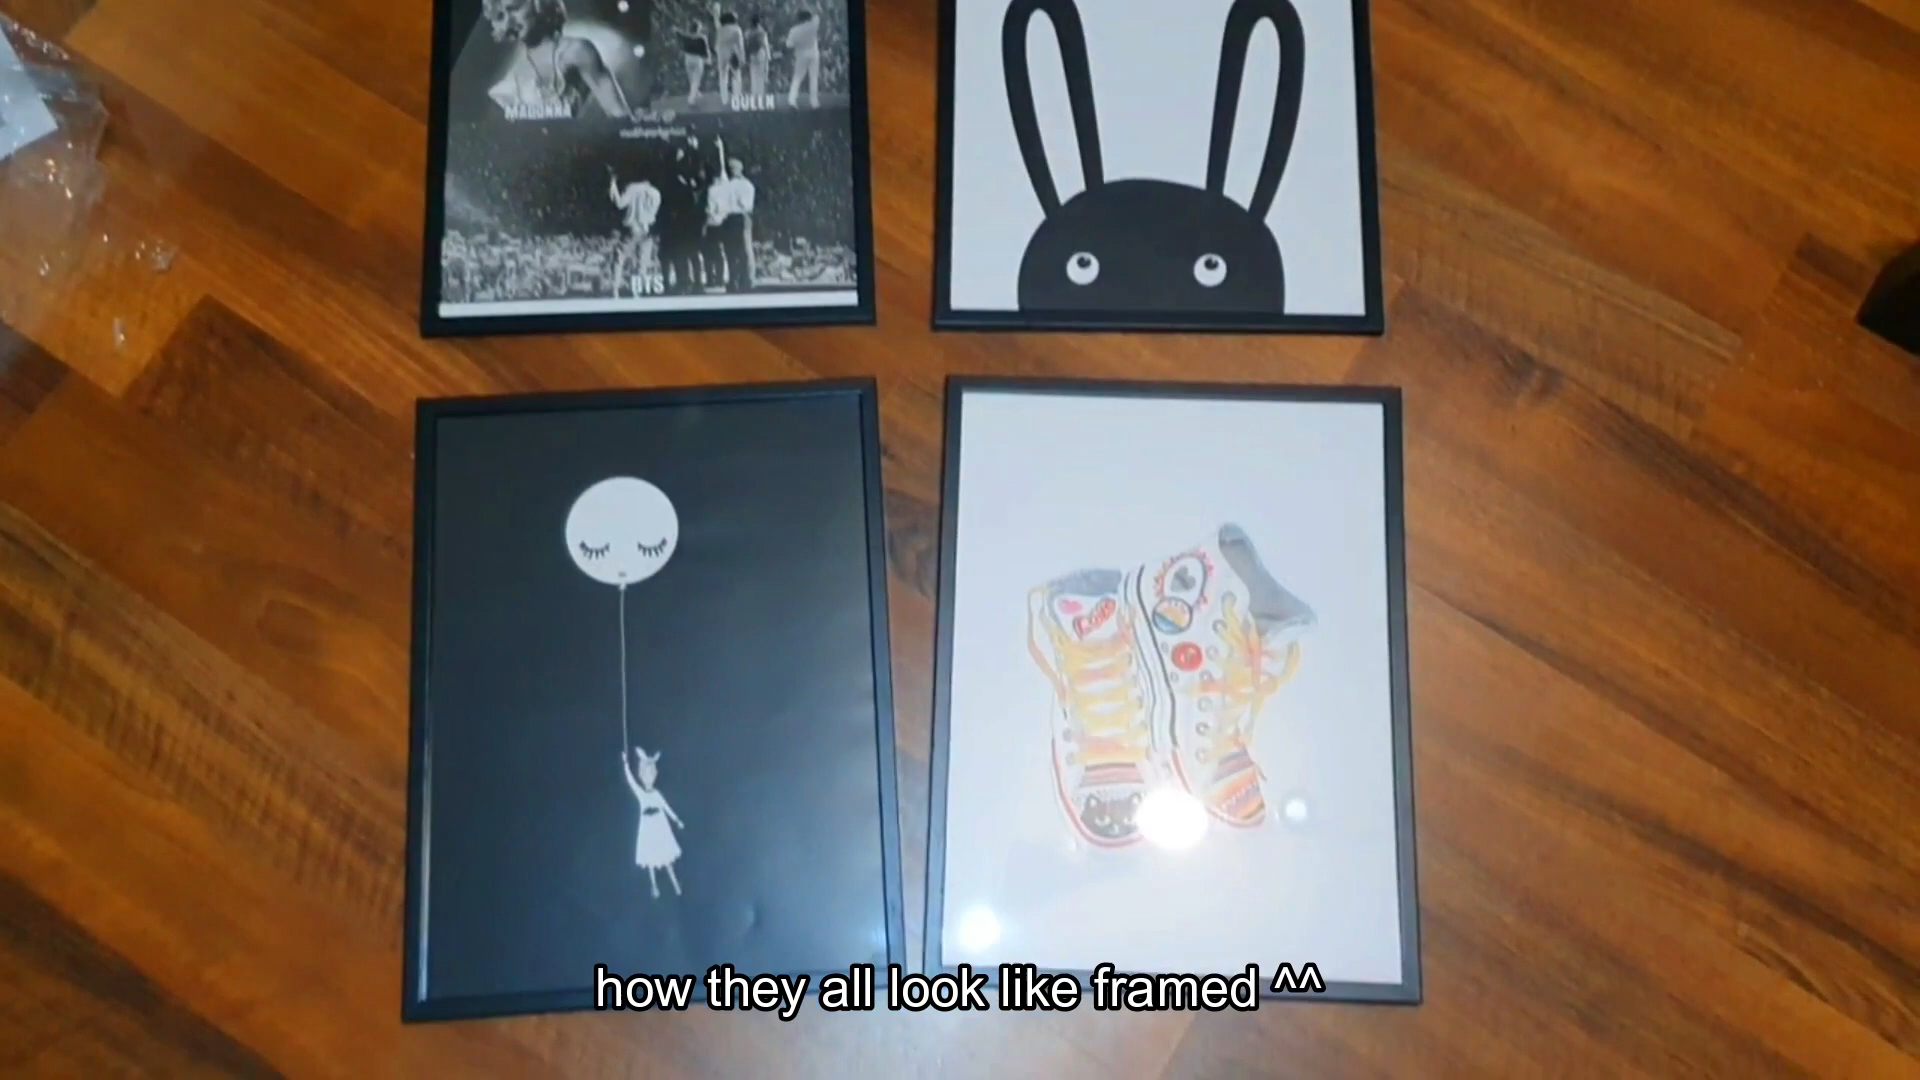 MADONNA
QUEEN
BTS
Love
how they all look like framed ^^